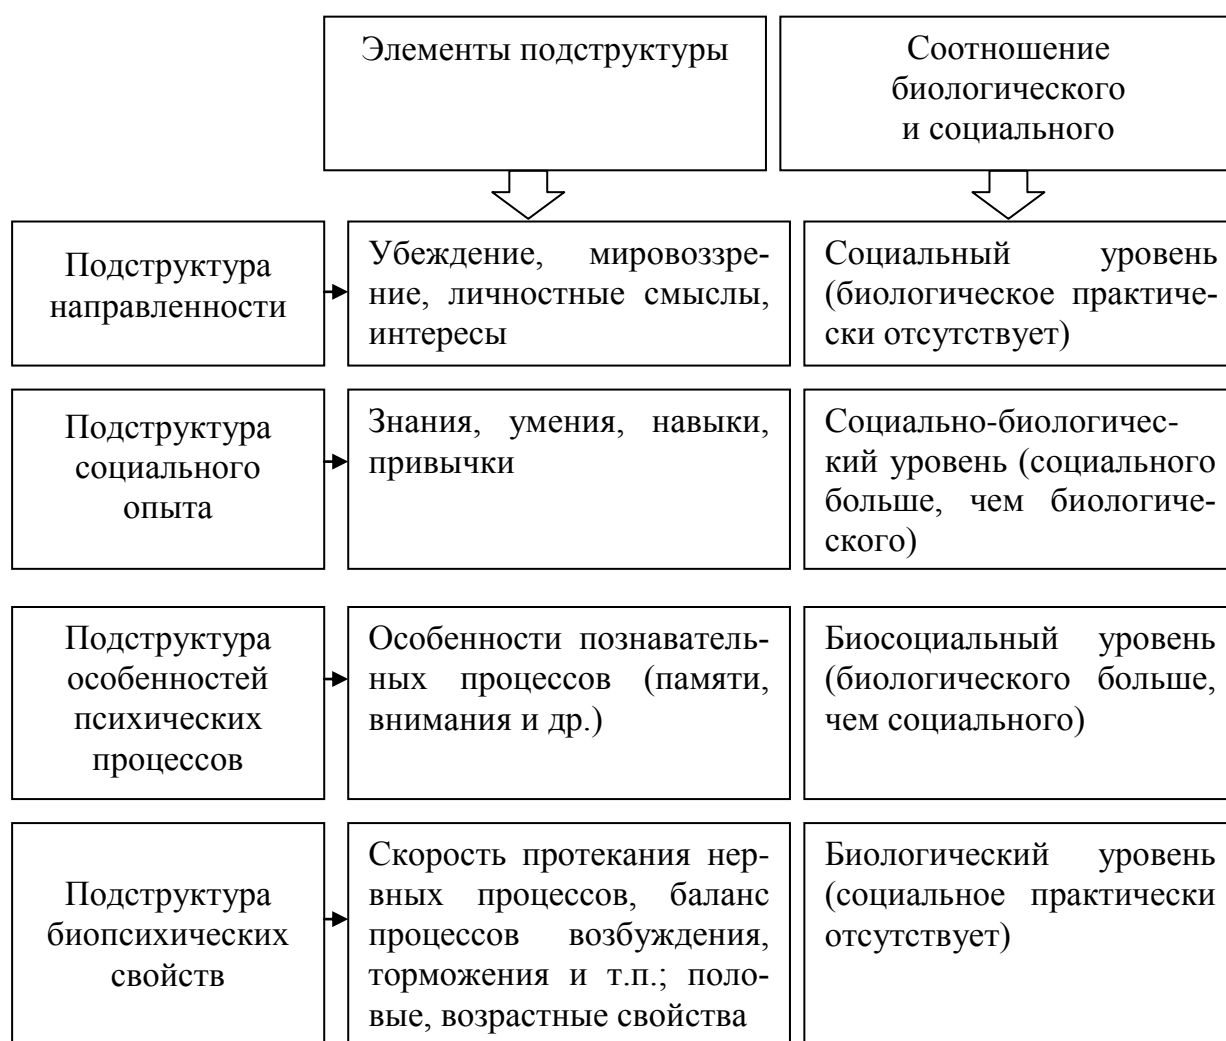 Элементы подструктуры
Соотношение
биологического
и социального
Подструктура
направленности
Убеждение, мировоззре-
ние, личностные смыслы,
интересы
Социальный уровень
(биологическое практиче-
ски отсутствует)
Подструктура
социального
опыта
Знания, умения, навыки,
привычки
Социально-биологичес-
кий уровень (социального
больше, чем биологиче-
ского)
Подструктура
особенностей
психических
процессов
Особенности познаватель-
ных процессов (памяти,
внимания и др.)
Биосоциальный уровень
(биологического больше,
чем социального)
Подструктура
биопсихических
свойств
Скорость протекания нер-
вных процессов, баланс
процессов возбуждения,
торможения и т.п.; поло-
вые, возрастные свойства
Биологический уровень
(социальное практически
отсутствует)